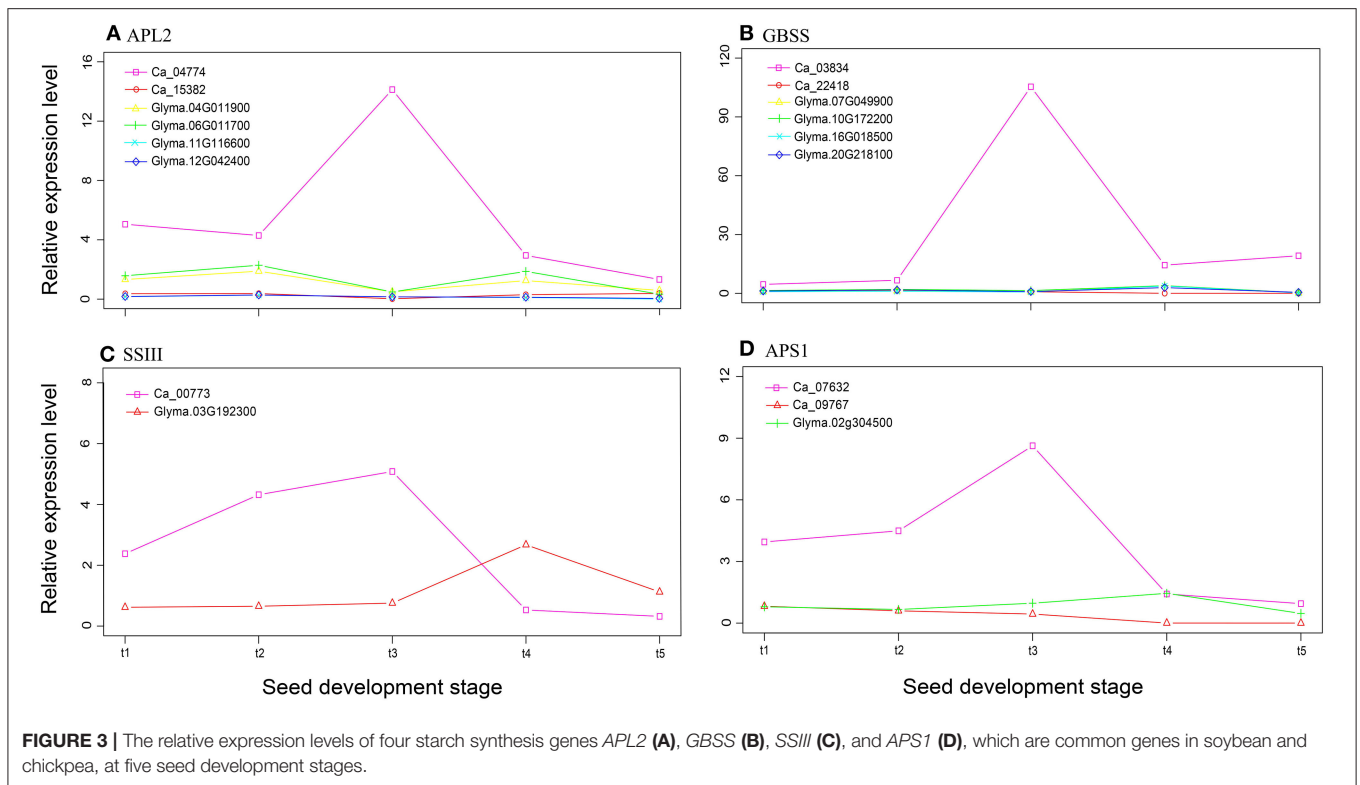 A APL2
Relative expression level
16
12
8
4
0
Ca_04774
Ca_15382
Glyma.04G011900
Glyma.06G011700
Glyma.11G116600
Glyma.12G042400
B GBSS
120
90
60
30
0
Ca_03834
Ca_22418
Glyma.07G049900
Glyma.10G172200
Glyma.16G018500
Glyma.20G218100
C SSIII
Relative expression level
8
6
4
2
0
Ca_00773
Glyma.03G192300
t1 t2 t3 t4 t5
Seed development stage
D APS1
12
9
6
3
0
Ca_07632
Ca_09767
Glyma.02g304500
t1 t2 t3 t4 t5
Seed development stage
FIGURE 3 | The relative expression levels of four starch synthesis genes APL2 (A), GBSS (B), SSIII (C), and APS1 (D), which are common genes in soybean and
chickpea, at five seed development stages.